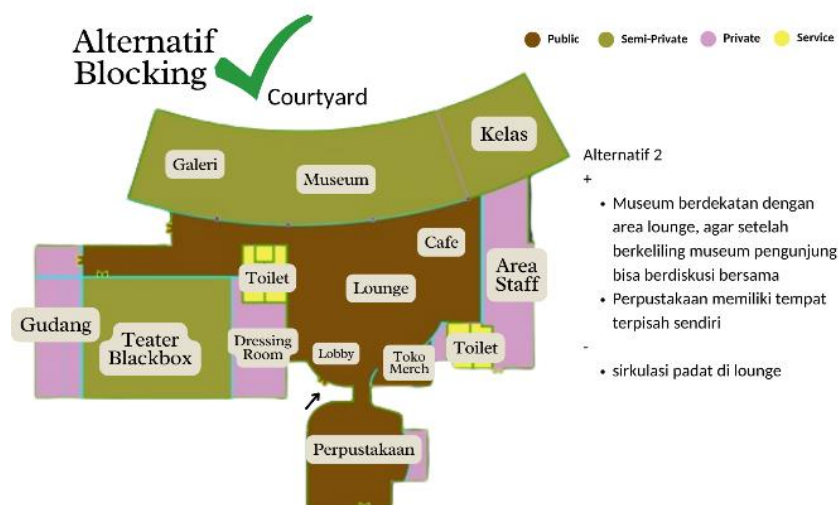 Alternatif
Blocking
Public
Semi-Private
Private
Service
Courtyard
Kelas
Galeri
Museum
Cafe
Toilet
Lounge
Area
Staff
Gudang
Teater
Blackbox
Dressing
Room
Lobby
Toko
Merch
Toilet
Perpustakaan
Alternatif 2
+
• Museum berdekatan dengan
area lounge, agar setelah
berkeliling museum pengunjung
bisa berdiskusi bersama
• Perpustakaan memiliki tempat
terpisah sendiri
-
• sirkulasi padat di lounge